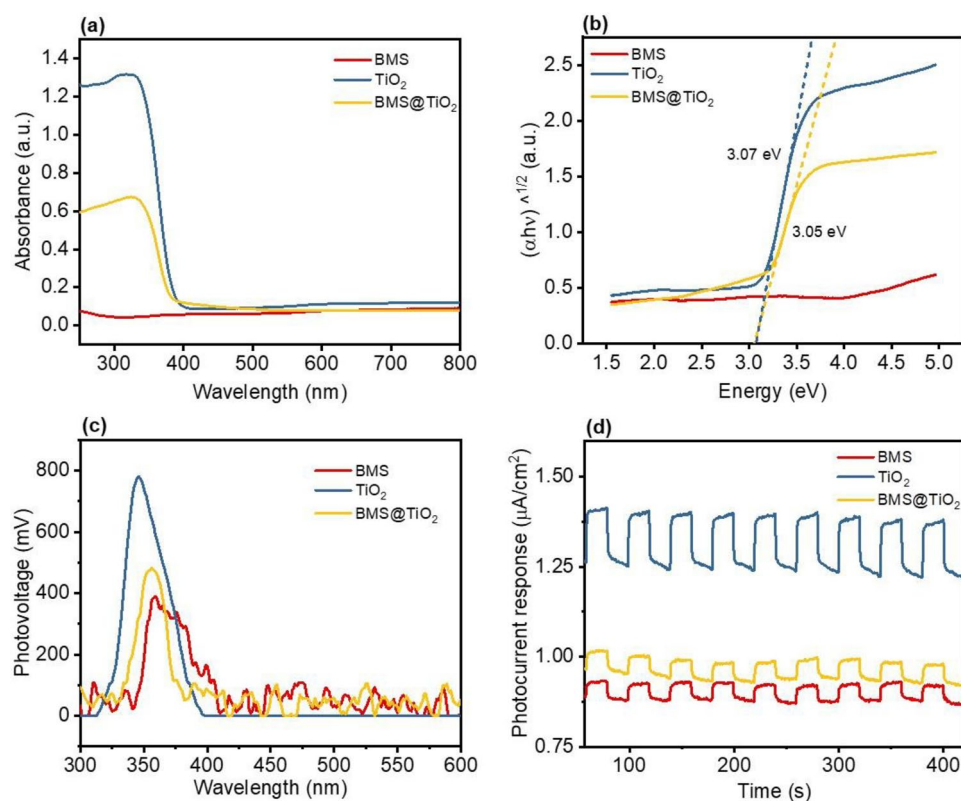 (a)
BMS
TiO₂
BMS@TiO₂
1.4
1.2
1.0
0.8
0.6
0.4
0.2
0.0
Absorbance (a.u.)
300 400 500 600 700 800
Wavelength (nm)
(b)
BMS
TiO₂
BMS@TiO₂
2.5
2.0
1.5
1.0
0.5
0.0
(αhν) ^1/2 (a.u.)
3.07 eV
3.05 eV
1.5 2.0 2.5 3.0 3.5 4.0 4.5 5.0
Energy (eV)
(c)
BMS
TiO₂
BMS@TiO₂
800
600
400
200
0
Photovoltage (mV)
300 350 400 450 500 550 600
Wavelength (nm)
(d)
BMS
TiO₂
BMS@TiO₂
1.50
1.25
1.00
0.75
Photocurrent response (μA/cm²)
100 200 300 400
Time (s)